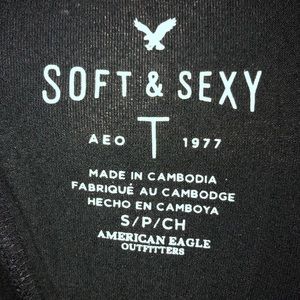 SOFT & SEXY
AEO T 1977
MADE IN CAMBODIA
FABRIQUÉ AU CAMBODGE
HECHO EN CAMBOYA
S/P/CH
AMERICAN EAGLE
OUTFITTERS